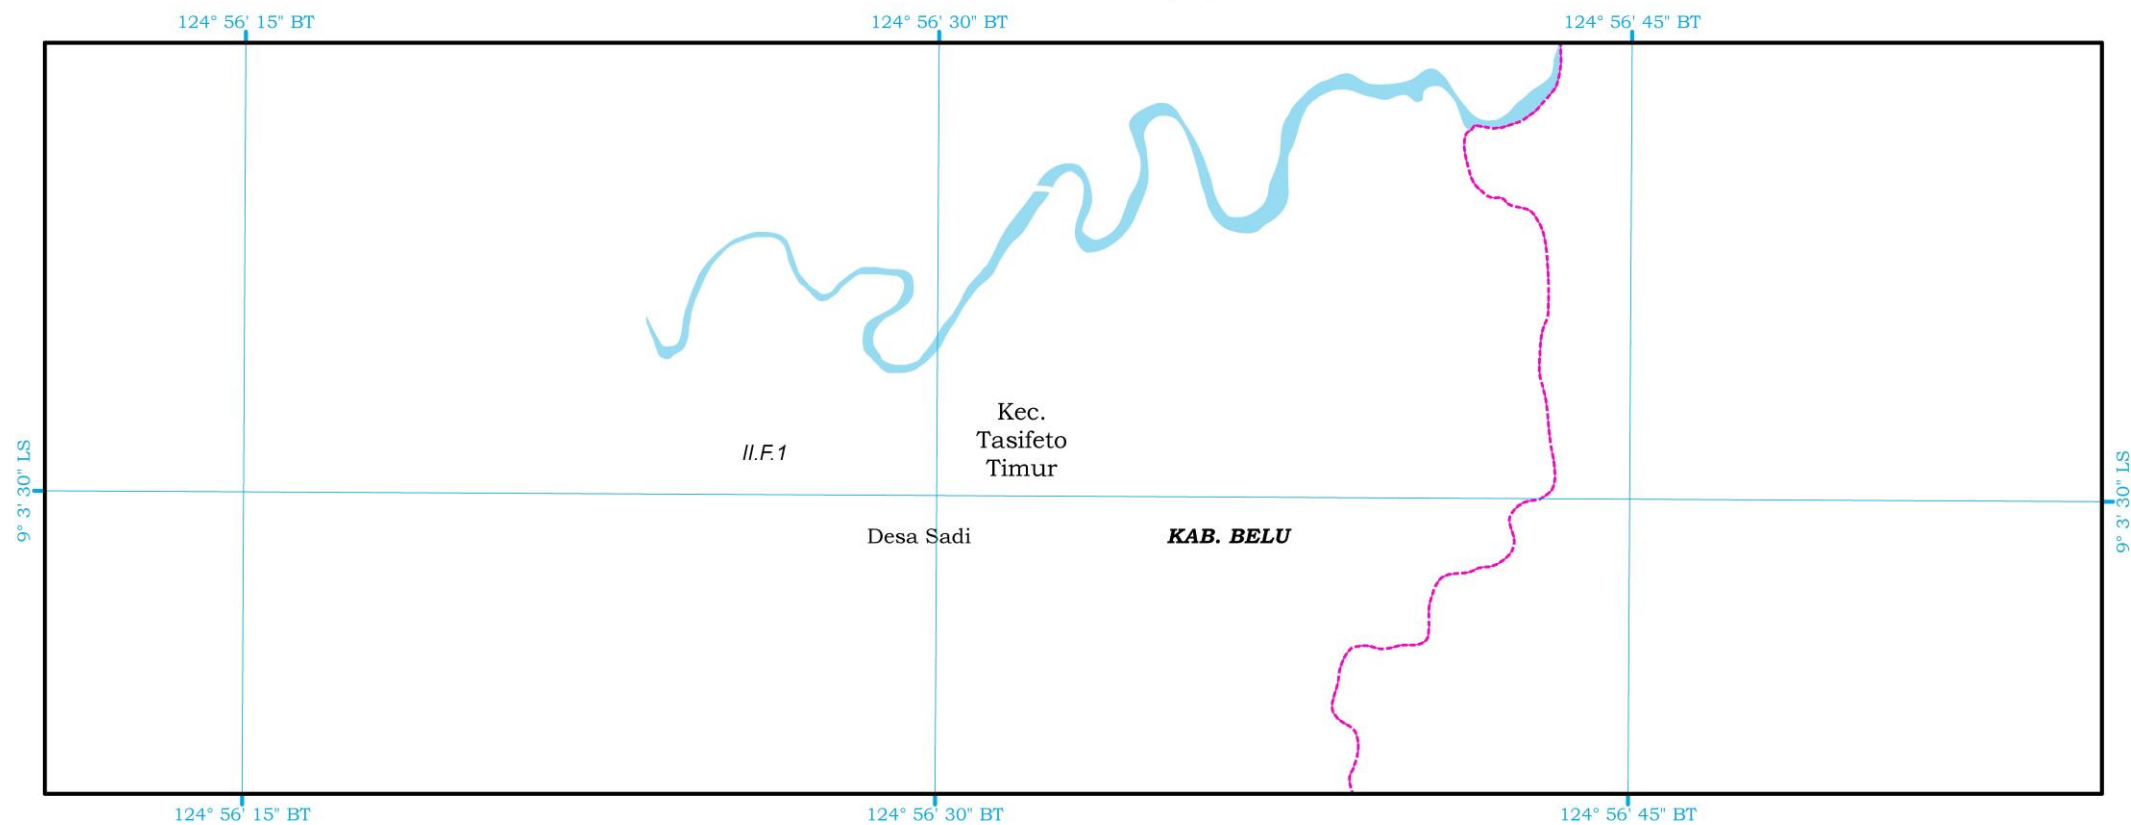 124° 56' 15" BT
124° 56' 30" BT
124° 56' 45" BT
Kec.
Tasifeto
Timur
II.F.1
9° 3' 30" LS
9° 3' 30" LS
Desa Sadi
KAB. BELU
124° 56' 15" BT
124° 56' 30" BT
124° 56' 45" BT